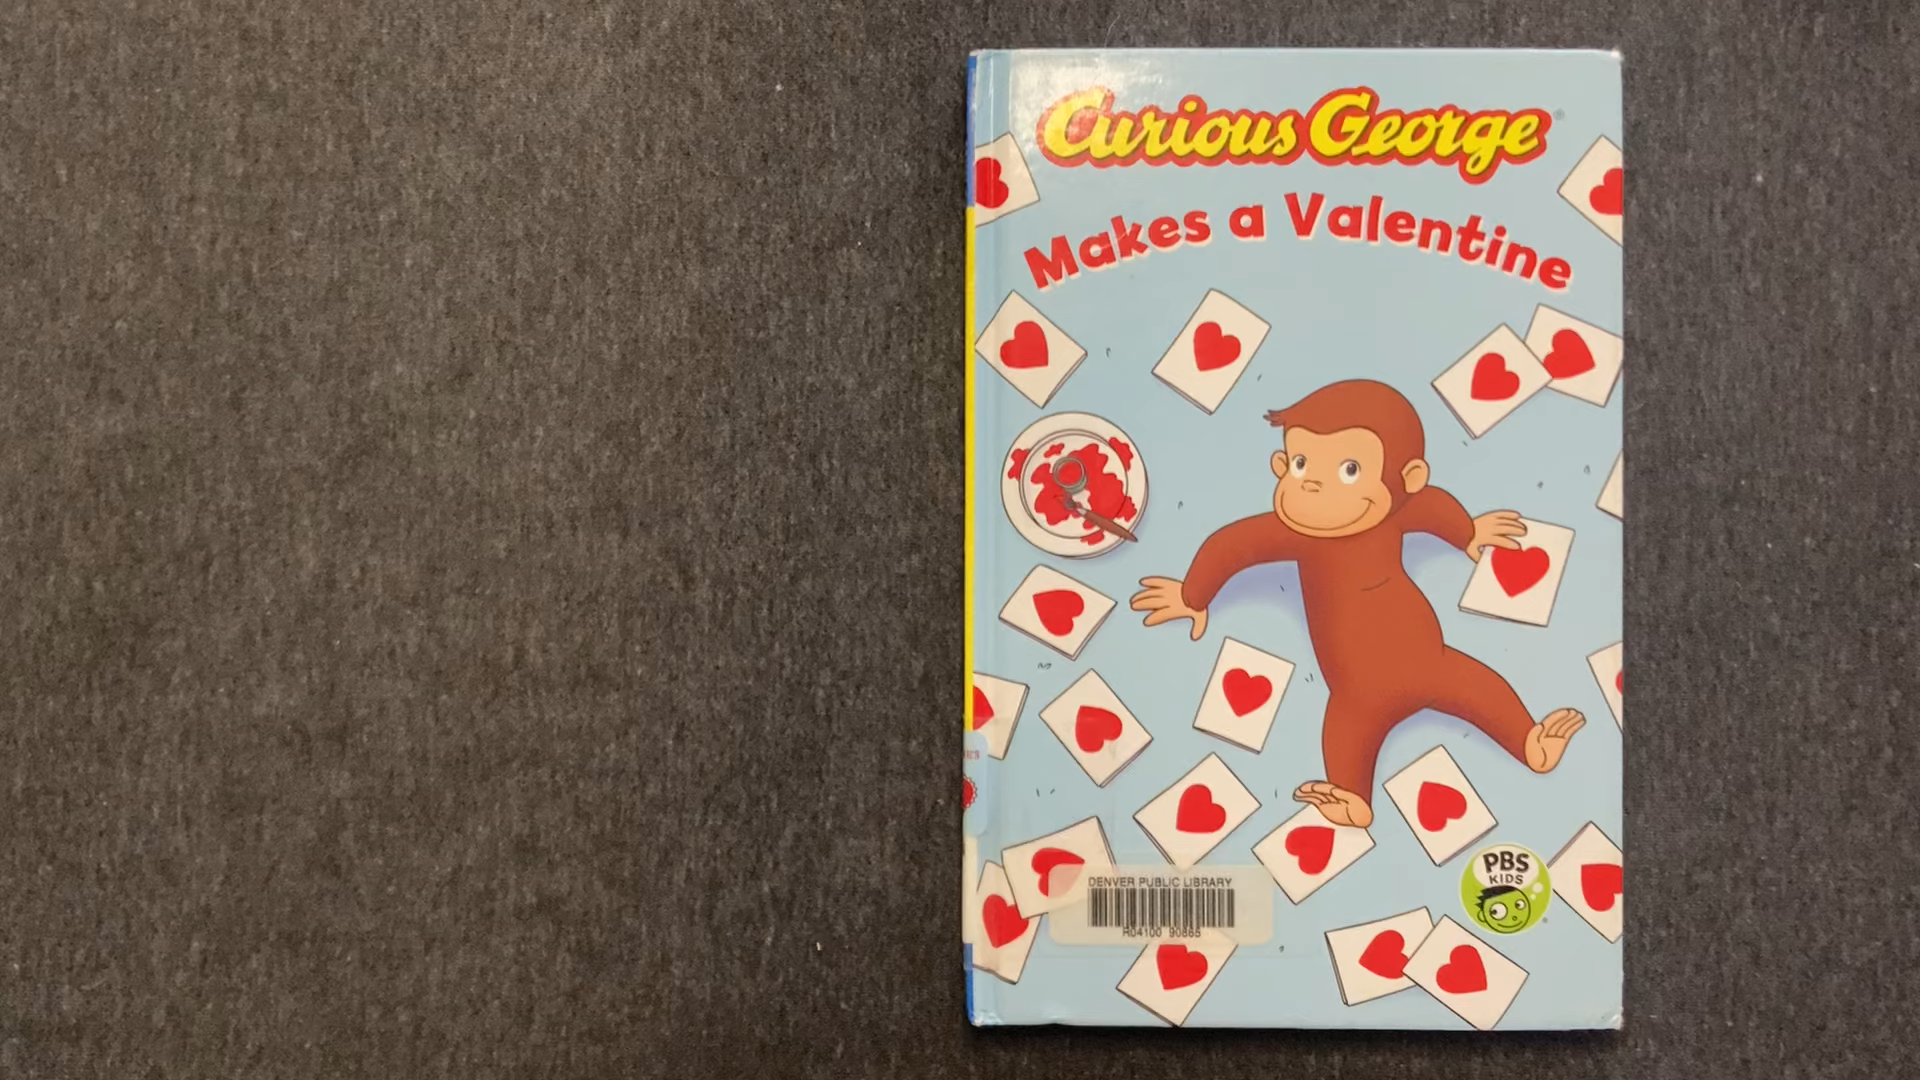 Curious George
Makes a Valentine
DENVER PUBLIC LIBRARY
R04100 90865
PBS
KIDS